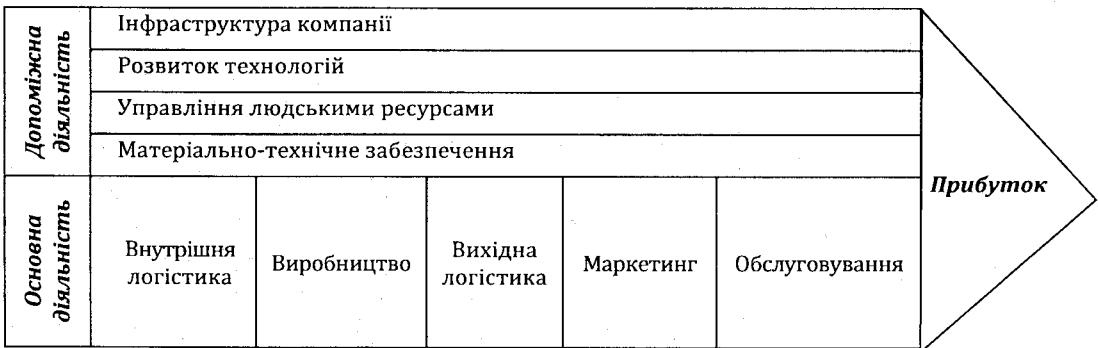 Допоміжна
діяльність
Інфраструктура компанії
Розвиток технологій
Управління людськими ресурсами
Матеріально-технічне забезпечення
Основна
діяльність
Внутрішня
логістика
Виробництво
Вихідна
логістика
Маркетинг
Обслуговування
Прибуток